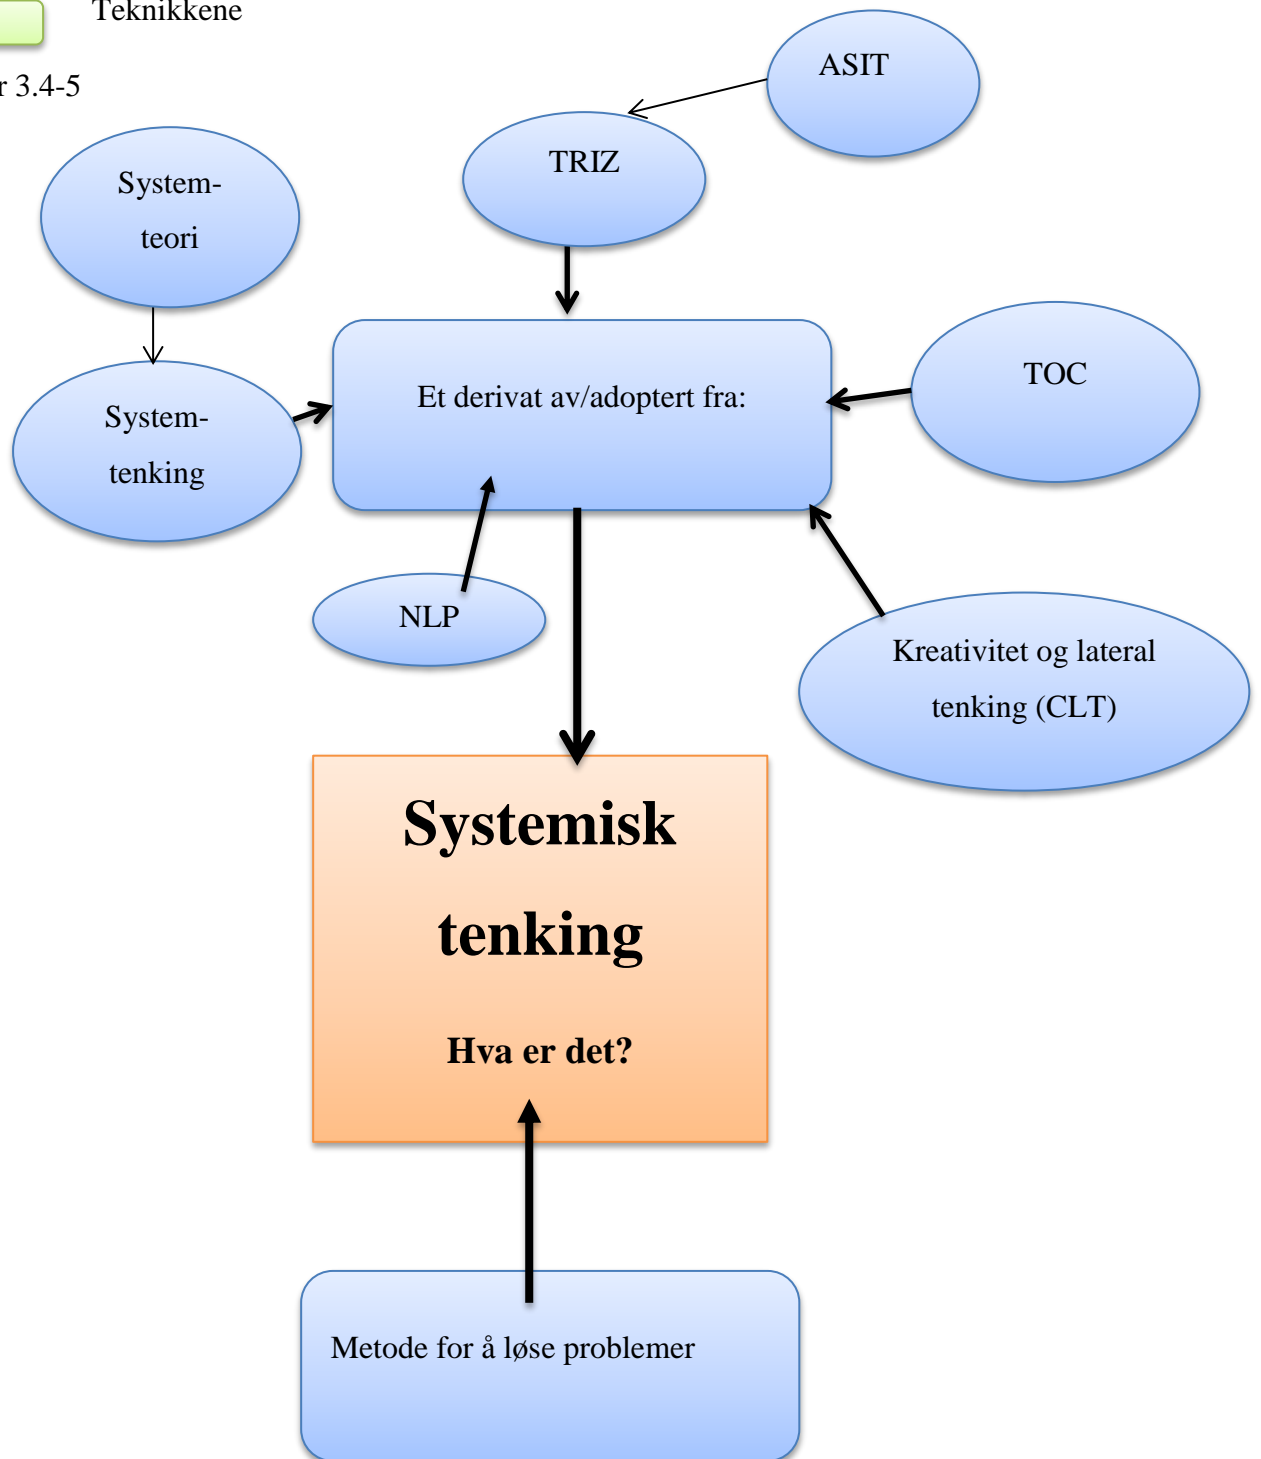 Teknikkene
r 3.4-5
ASIT
TRIZ
System-
teori
TOC
Et derivat av/adoptert fra:
System-
tenking
NLP
Kreativitet og lateral
tenking (CLT)
Systemisk
tenking
Hva er det?
Metode for å løse problemer